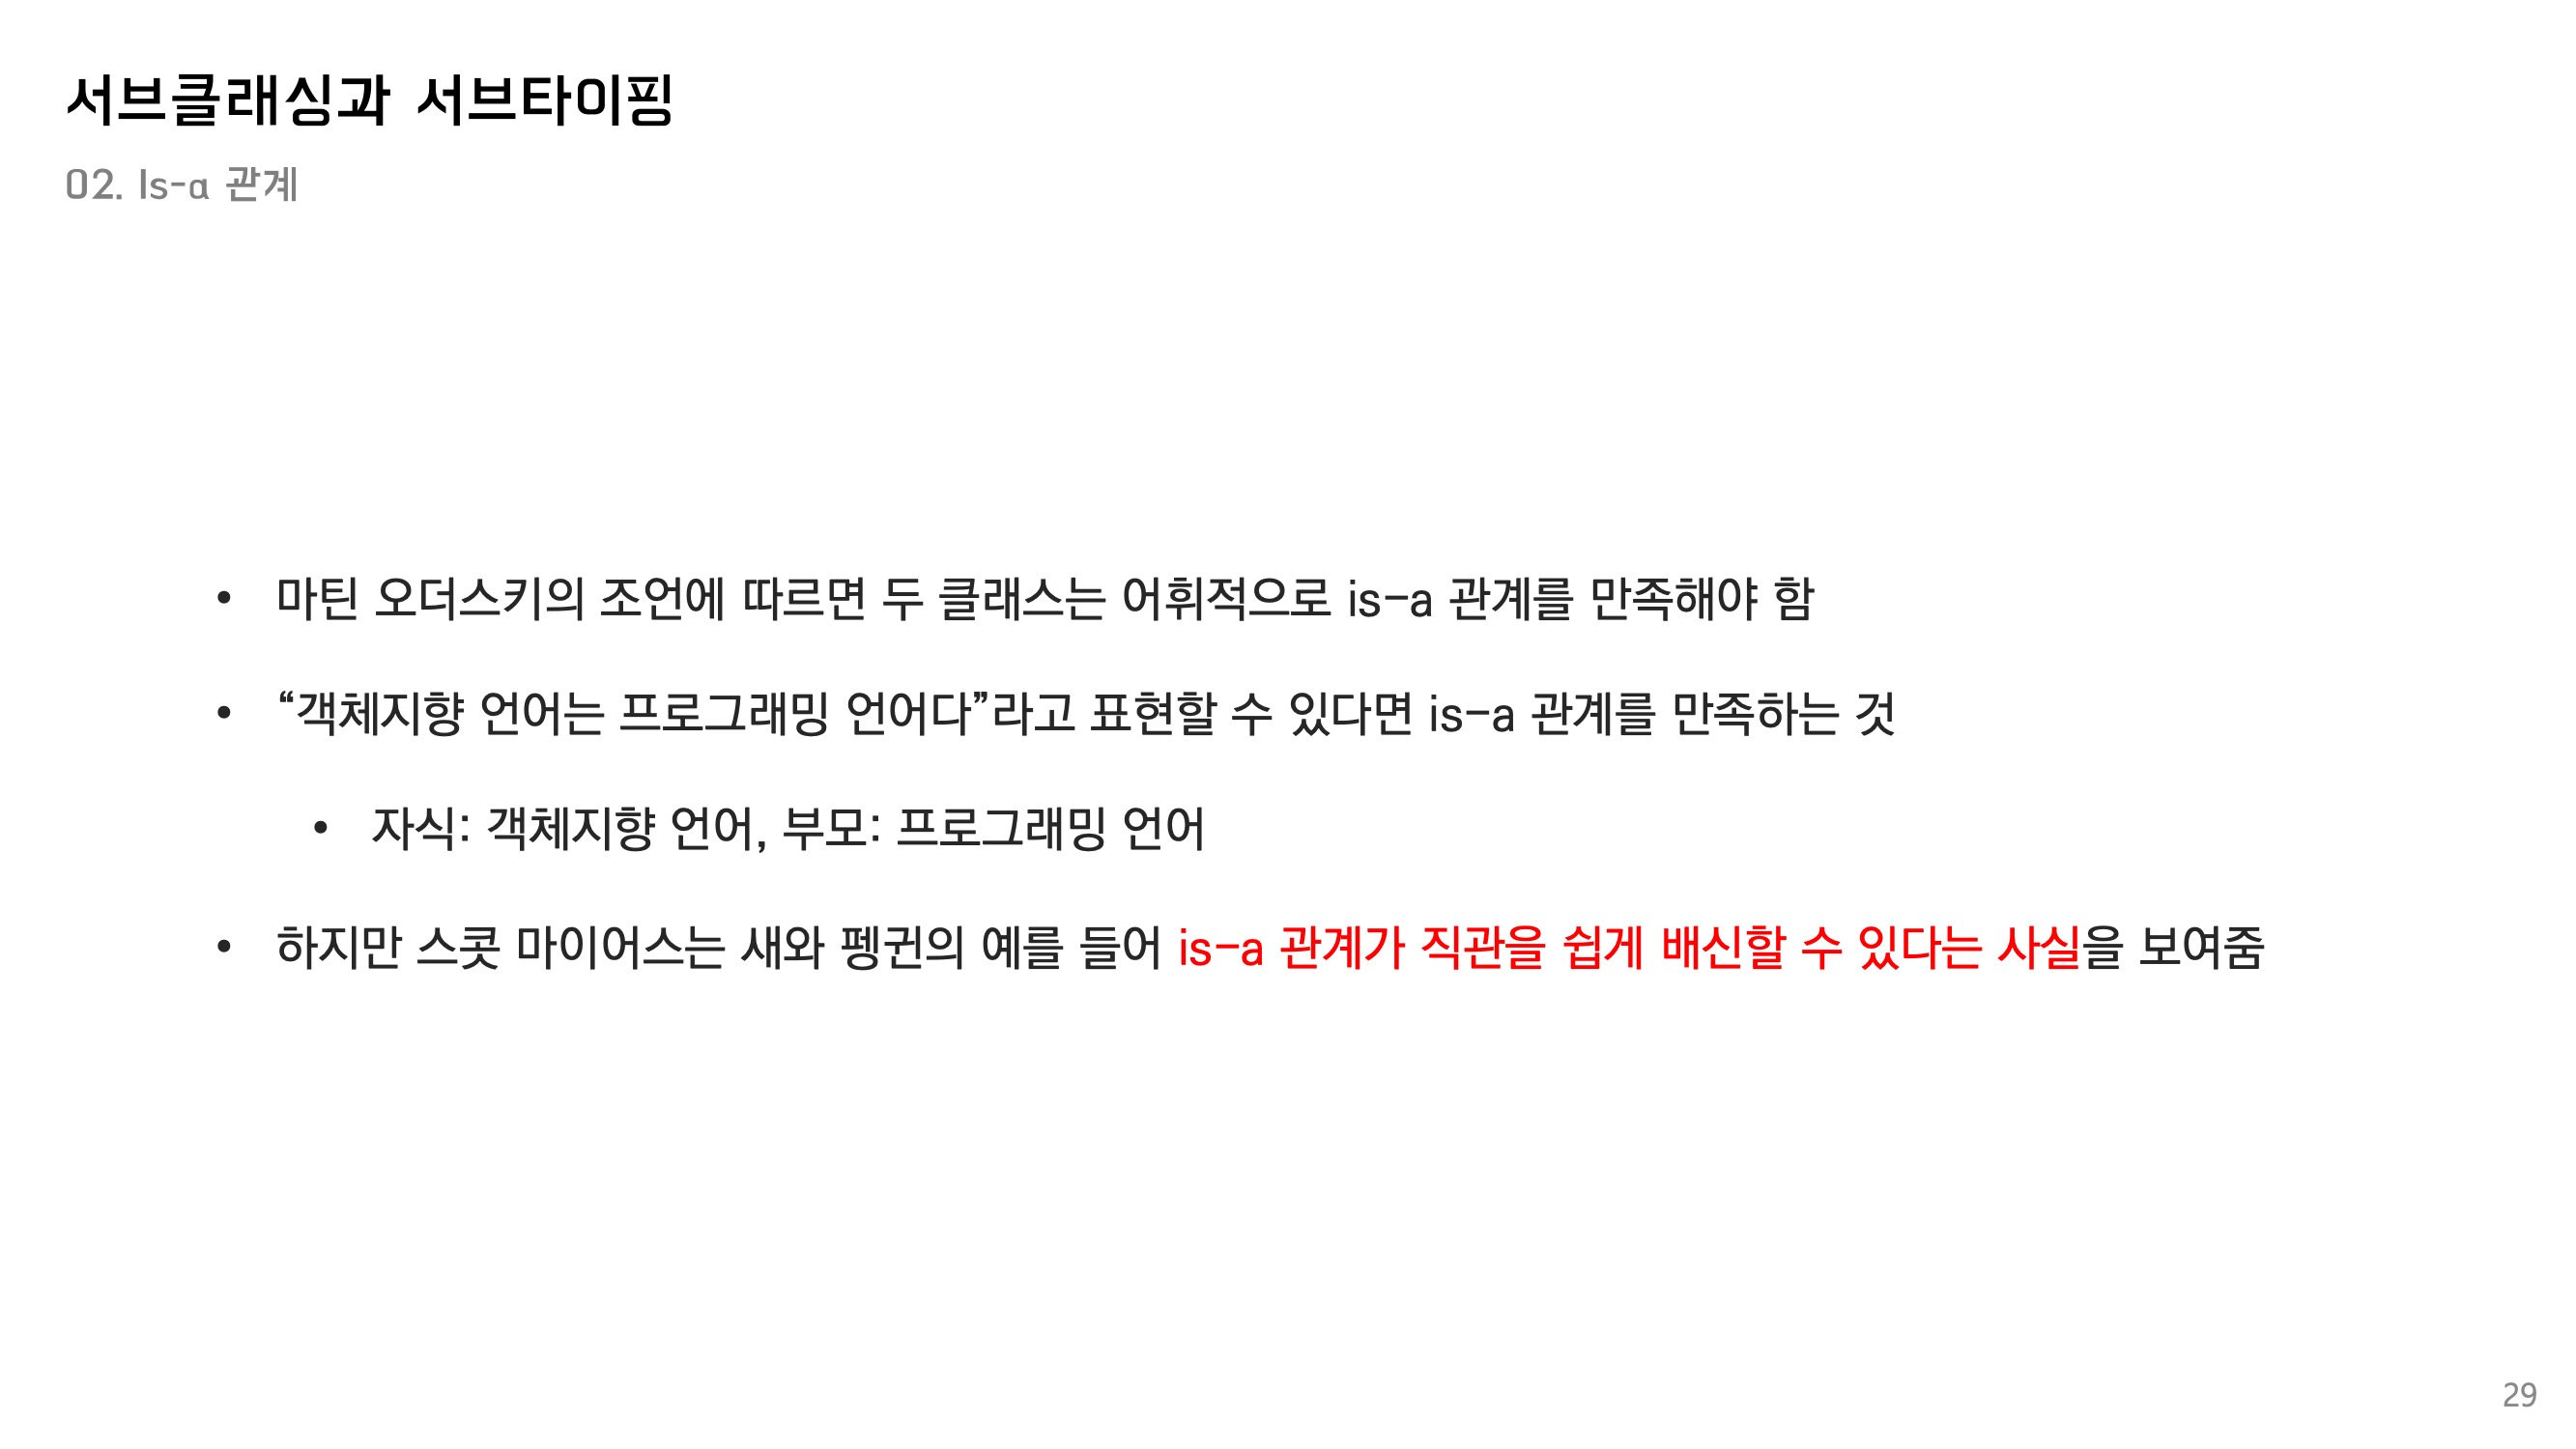 서브클래싱과 서브타이핑
02. Is-a 관계
• 마틴 오더스키의 조언에 따르면 두 클래스는 어휘적으로 is-a 관계를 만족해야 함
• “객체지향 언어는 프로그래밍 언어다”라고 표현할 수 있다면 is-a 관계를 만족하는 것
• 자식: 객체지향 언어, 부모: 프로그래밍 언어
• 하지만 스콧 마이어스는 새와 펭귄의 예를 들어 is-a 관계가 직관을 쉽게 배신할 수 있다는 사실을 보여줌
29